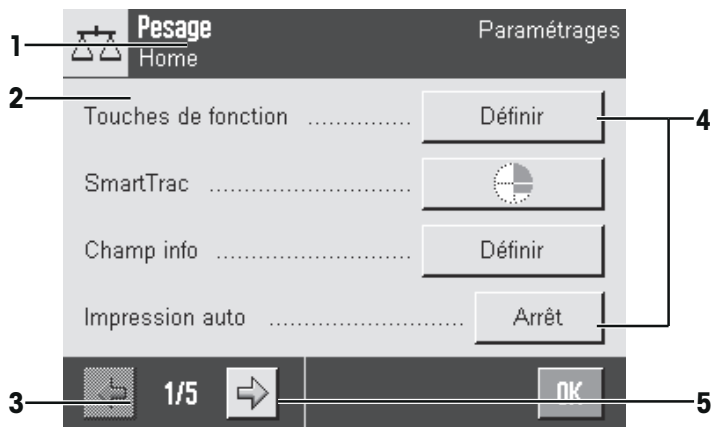 Pesage
Paramétrages
1
Home
2
Touches de fonction ............... Définir
4
SmartTrac ..........................
Champ info ......................... Définir
Impression auto ......................... Arrêt
3
1/5
OK
5